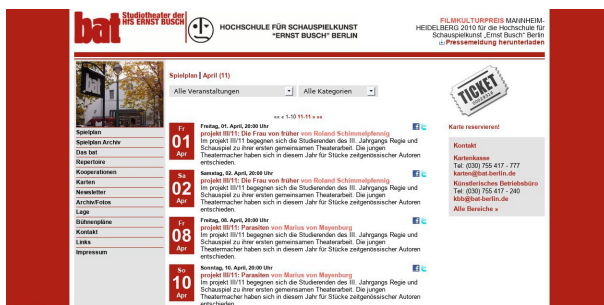 bat
Studiotheater der
HfS ERNST
BUSCH
HOCHSCHULE FÜR SCHAUSPIELKUNST
"ERNST BUSCH" BERLIN
FILMKULTURPREIS MANNHEIM-
HEIDELBERG 2010 für die Hochschule für
Schauspielkunst „Ernst Busch" Berlin
Pressemeldung herunterladen
Spielplan
Spielplan Archiv
Das bat
Repertoire
Kooperationen
Karten
Newsletter
Archiv/Fotos
Lage
Bühnenpläne
Kontakt
Links
Impressum
Spielplan | April (11)
Alle Veranstaltungen
Alle Kategorien
«« « 1-10 11-11 » »»
Fr
01
Apr
Freitag, 01. April, 20:00 Uhr
projekt III/11: Die Frau von früher von Roland Schimmelpfennig
Im projekt III/11 begegnen sich die Studierenden des III. Jahrgangs Regie und
Schauspiel zu ihrer ersten gemeinsamen Theaterarbeit. Die jungen
Theatermacher haben sich in diesem Jahr für Stücke zeitgenössischer Autoren
entschieden.
Sa
02
Apr
Samstag, 02. April, 20:00 Uhr
projekt III/11: Die Frau von früher von Roland Schimmelpfennig
Im projekt III/11 begegnen sich die Studierenden des III. Jahrgangs Regie und
Schauspiel zu ihrer ersten gemeinsamen Theaterarbeit. Die jungen
Theatermacher haben sich in diesem Jahr für Stücke zeitgenössischer Autoren
entschieden.
Fr
08
Apr
Freitag, 08. April, 20:00 Uhr
projekt III/11: Parasiten von Marius von Mayenburg
Im projekt III/11 begegnen sich die Studierenden des III. Jahrgangs Regie und
Schauspiel zu ihrer ersten gemeinsamen Theaterarbeit. Die jungen
Theatermacher haben sich in diesem Jahr für Stücke zeitgenössischer Autoren
entschieden.
So
10
Apr
Sonntag, 10. April, 20:00 Uhr
projekt III/11: Parasiten von Marius von Mayenburg
Im projekt III/11 begegnen sich die Studierenden des III. Jahrgangs Regie und
Schauspiel zu ihrer ersten gemeinsamen Theaterarbeit. Die jungen
Theatermacher haben sich in diesem Jahr für Stücke zeitgenössischer Autoren
TICKET
Karte reservieren!
Kontakt
Kartenkasse
Tel: (030) 755 417 - 777
karten@bat-berlin.de
Künstlerisches Betriebsbüro
Tel: (030) 755 417 - 240
kbb@bat-berlin.de
Alle Bereiche »